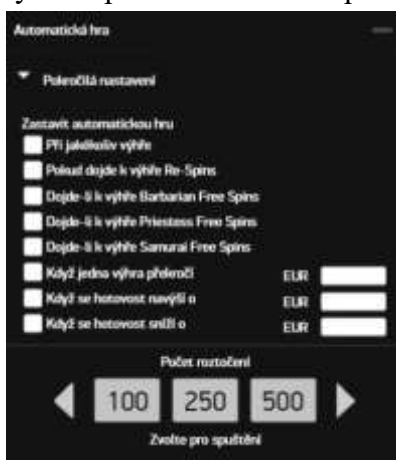 Automatická hra
Pokročilá nastavení
Zastavit automatickou hru
Při jakékoliv výhře
Pokud dojde k výhře Re-Spins
Dojde-li k výhře Barbarian Free Spins
Dojde-li k výhře Priestess Free Spins
Dojde-li k výhře Samurai Free Spins
Když jedna výhra překročí EUR
Když se hotovost navýší o EUR
Když se hotovost sníží o EUR
Počet roztočení
100 250 500
Zvolte pro spuštění